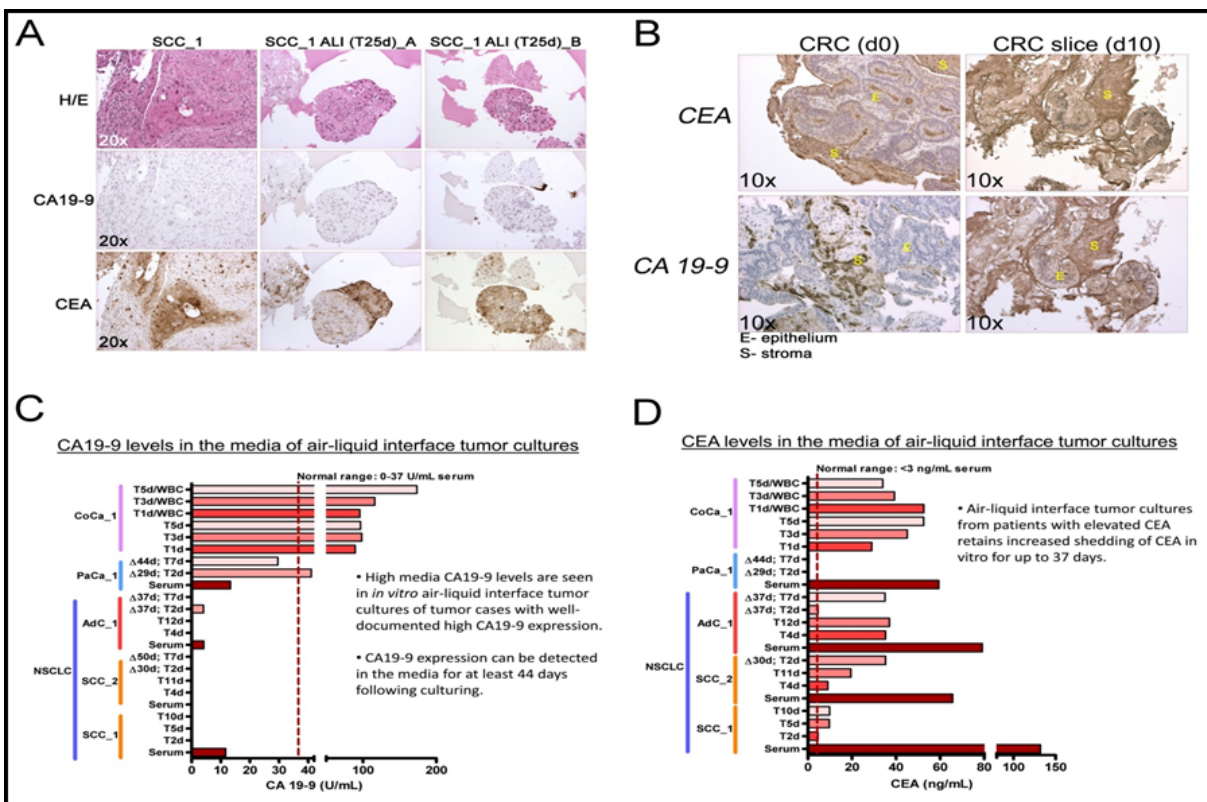 A
SCC_1
SCC_1 ALI (T25d)_A
SCC_1 ALI (T25d)_B
H/E
20x
CA19-9
20x
CEA
20x
B
CRC (d0)
CRC slice (d10)
CEA
S
E
S
10x
S
10x
CA 19-9
E
S
10x
S
E
10x
E- epithelium
S- stroma
C
CA19-9 levels in the media of air-liquid interface tumor cultures
Normal range: 0-37 U/mL serum
CoCa_1
T5d/WBC
T3d/WBC
T1d/WBC
T5d
T3d
T1d
PaCa_1
Δ44d; T7d
Δ29d; T2d
Serum
NSCLC
AdC_1
Δ37d; T7d
Δ37d; T2d
T12d
T4d
Serum
SCC_2
Δ50d; T7d
Δ30d; T2d
T11d
T4d
Serum
SCC_1
T10d
T5d
T2d
Serum
• High media CA19-9 levels are seen
in in vitro air-liquid interface tumor
cultures of tumor cases with well-
documented high CA19-9 expression.
• CA19-9 expression can be detected
in the media for at least 44 days
following culturing.
0 10 20 30 40 100 200
CA 19-9 (U/mL)
D
CEA levels in the media of air-liquid interface tumor cultures
Normal range: <3 ng/mL serum
CoCa_1
T5d/WBC
T3d/WBC
T1d/WBC
T5d
T3d
T1d
PaCa_1
Δ44d; T7d
Δ29d; T2d
Serum
NSCLC
AdC_1
Δ37d; T7d
Δ37d; T2d
T12d
T4d
Serum
SCC_2
Δ30d; T2d
T11d
T4d
Serum
SCC_1
T10d
T5d
T2d
Serum
• Air-liquid interface tumor cultures
from patients with elevated CEA
retains increased shedding of CEA in
vitro for up to 37 days.
0 20 40 60 80 100 150
CEA (ng/mL)